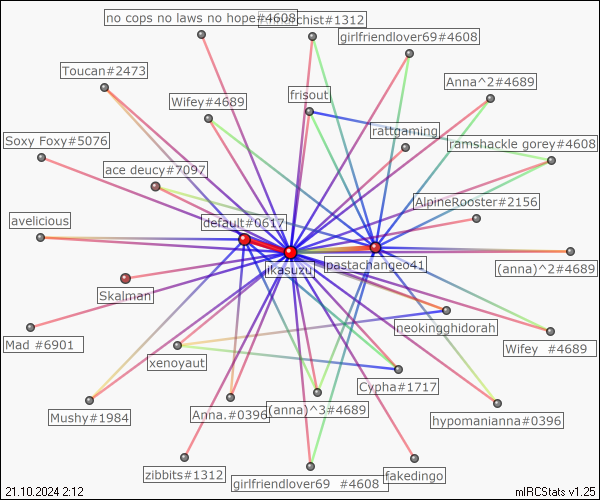 no cops no laws no hope#4608
chist#1312
girlfriendlover69#4608
Toucan#2473
Anna^2#4689
frisout
Wifey#4689
rattgaming
Soxy Foxy#5076
ramshackle gorey#4608
ace deucy#7097
AlpineRooster#2156
avelicious
default#0617
pastachangeo41
ikasuzu
(anna)^2#4689
Skalman
neokingghidorah
Mad #6901
Wifey #4689
xenoyaut
Cypha#1717
Mushy#1984
Anna.#0396
(anna)^3#4689
hypomanianna#0396
zibbits#1312
girlfriendlover69 #4608
fakedingo
21.10.2024 2:12
mIRCStats v1.25